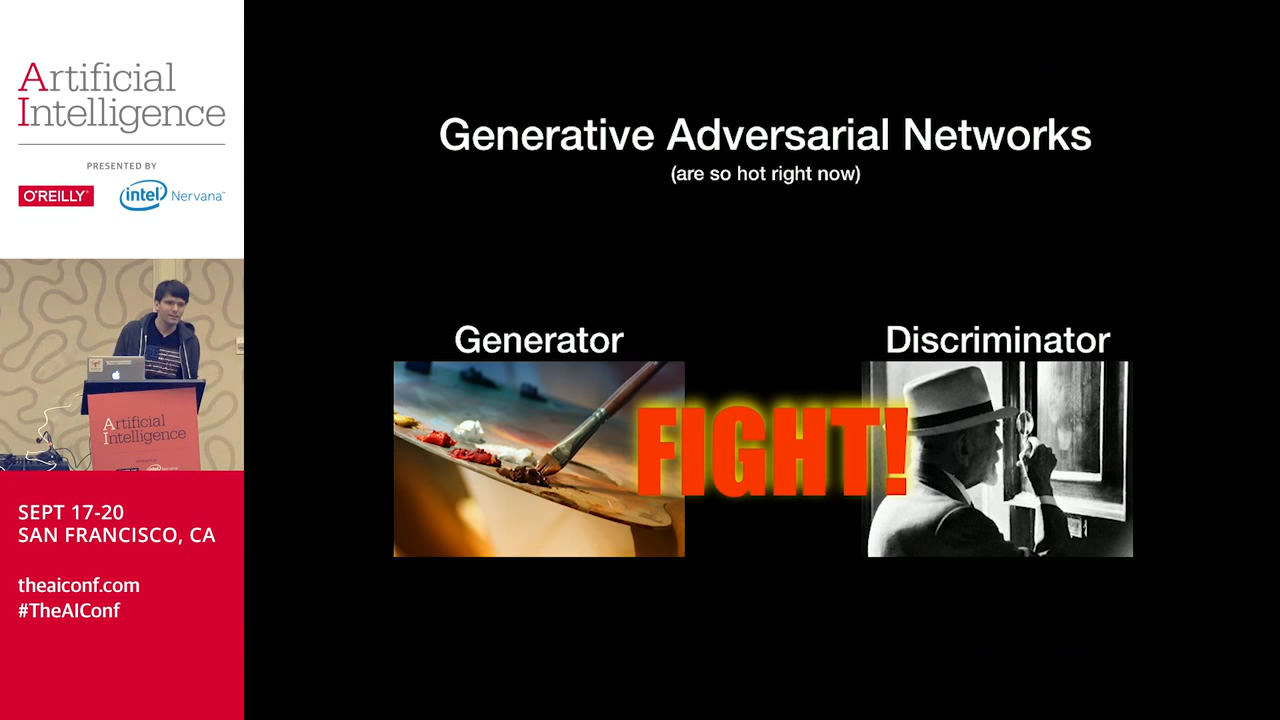 Artificial
Intelligence
PRESENTED BY
O'REILLY®
intel Nervana™
Artificial
Intelligence
SEPT 17-20
SAN FRANCISCO, CA
theaiconf.com
#TheAIConf
Generative Adversarial Networks
(are so hot right now)
Generator
Discriminator
FIGHT!